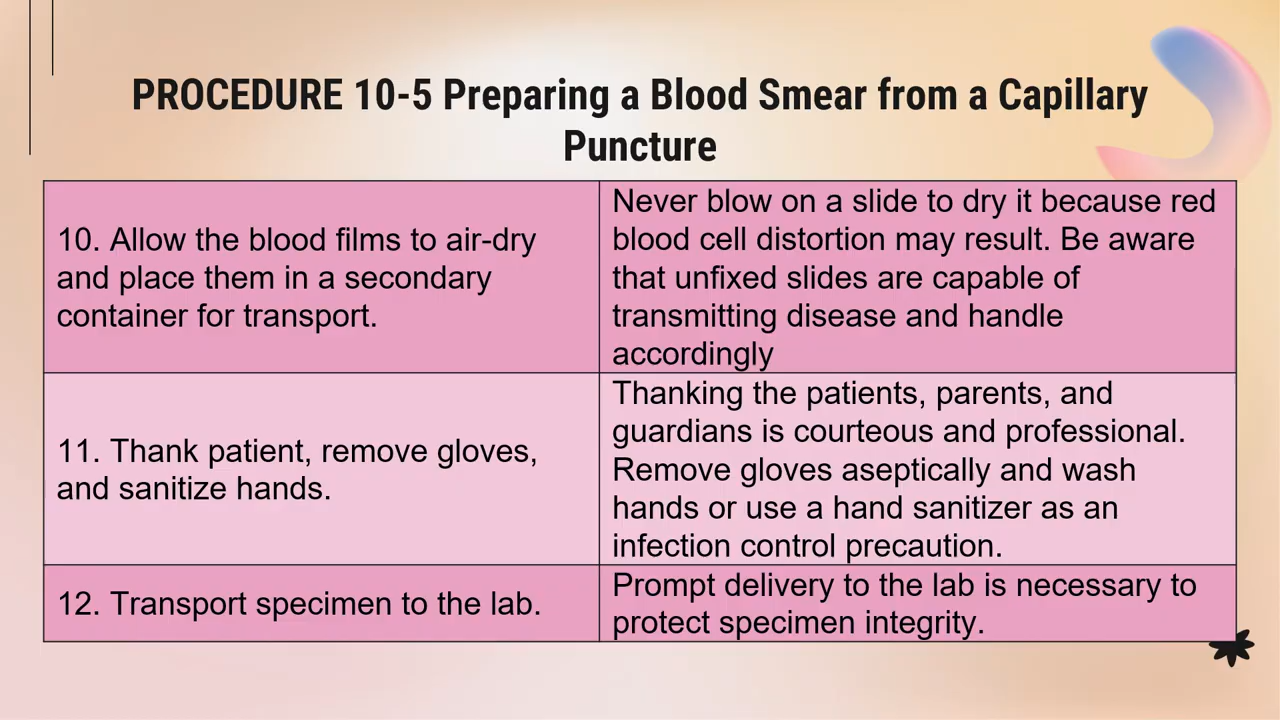 PROCEDURE 10-5 Preparing a Blood Smear from a Capillary
Puncture
10. Allow the blood films to air-dry
and place them in a secondary
container for transport.
Never blow on a slide to dry it because red
blood cell distortion may result. Be aware
that unfixed slides are capable of
transmitting disease and handle
accordingly
11. Thank patient, remove gloves,
and sanitize hands.
Thanking the patients, parents, and
guardians is courteous and professional.
Remove gloves aseptically and wash
hands or use a hand sanitizer as an
infection control precaution.
12. Transport specimen to the lab.
Prompt delivery to the lab is necessary to
protect specimen integrity.